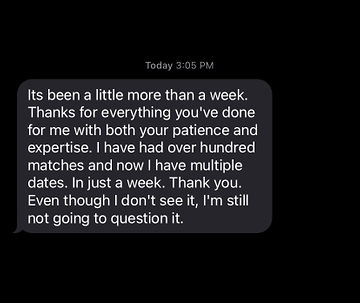 Today 3:05 PM
Its been a little more than a week.
Thanks for everything you've done
for me with both your patience and
expertise. I have had over hundred
matches and now I have multiple
dates. In just a week. Thank you.
Even though I don't see it, I'm still
not going to question it.